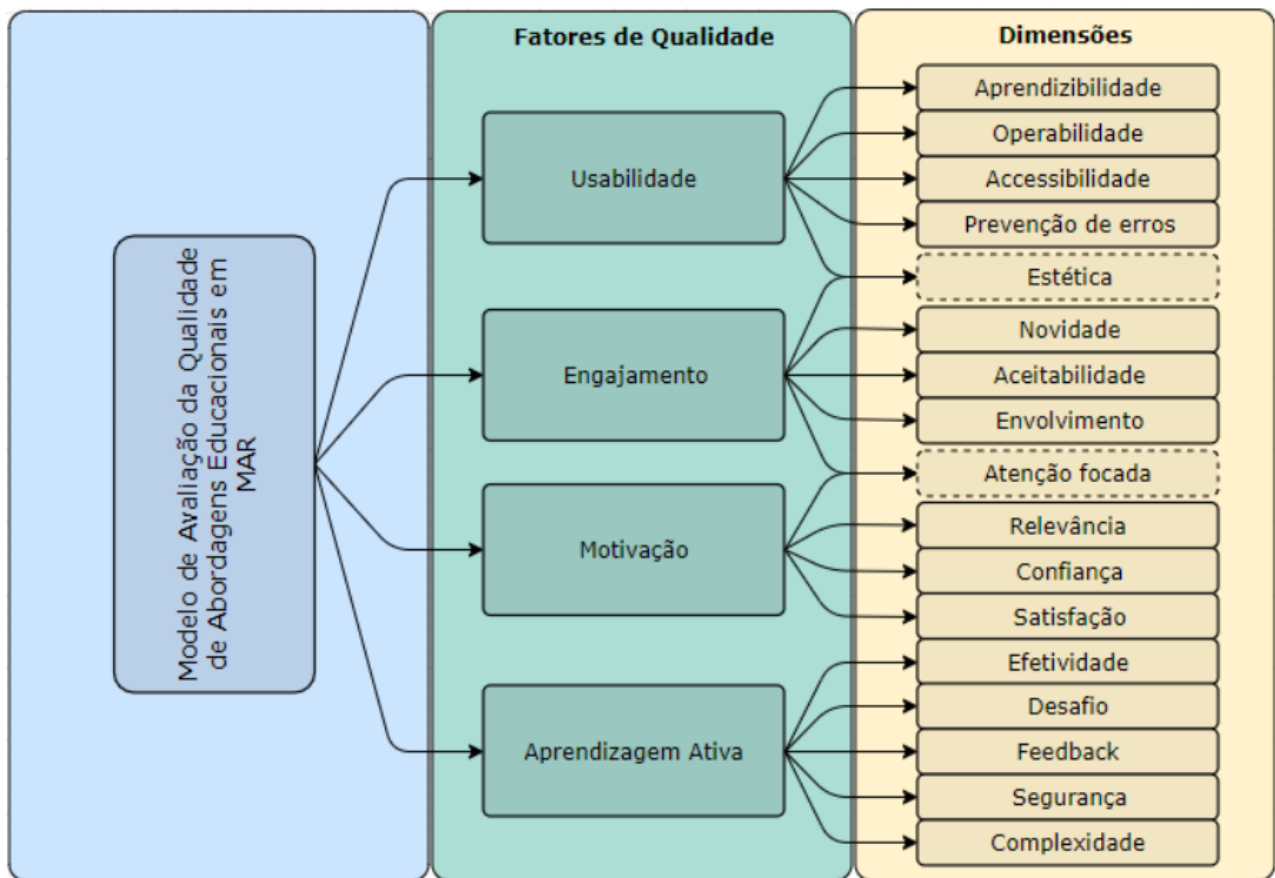 Modelo de Avaliação da Qualidade
de Abordagens Educacionais em
MAR
Fatores de Qualidade
Usabilidade
Engajamento
Motivação
Aprendizagem Ativa
Dimensões
Aprendizibilidade
Operabilidade
Accessibilidade
Prevenção de erros
Estética
Novidade
Aceitabilidade
Envolvimento
Atenção focada
Relevância
Confiança
Satisfação
Efetividade
Desafio
Feedback
Segurança
Complexidade